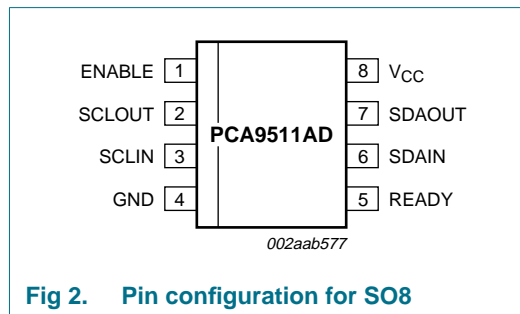 ENABLE 1 8 VCC
SCLOUT 2 7 SDAOUT
PCA9511AD
SCLIN 3 6 SDAIN
GND 4 5 READY
002aab577
Fig 2. Pin configuration for SO8